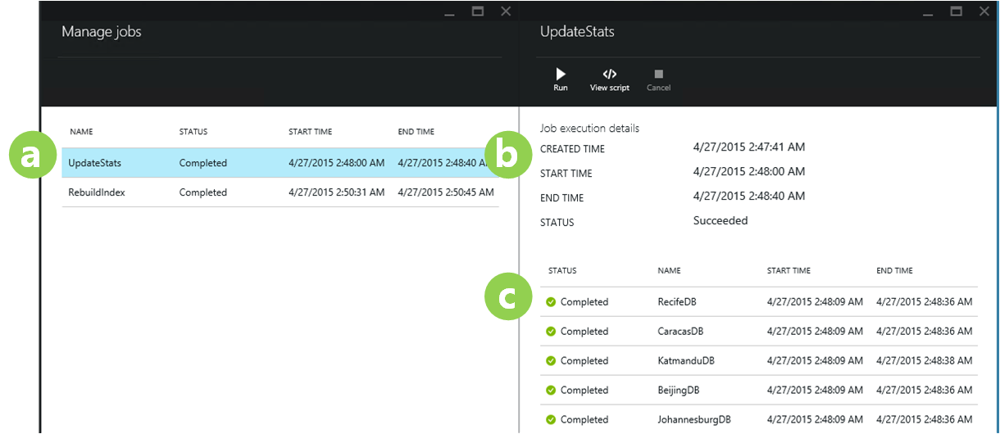 Manage jobs
NAME STATUS START TIME END TIME
a
UpdateStats Completed 4/27/2015 2:48:00 AM 4/27/2015 2:48:40 A
RebuildIndex Completed 4/27/2015 2:50:31 AM 4/27/2015 2:50:45 AM
UpdateStats
Run View script Cancel
Job execution details
b
CREATED TIME 4/27/2015 2:47:41 AM
START TIME 4/27/2015 2:48:00 AM
END TIME 4/27/2015 2:48:40 AM
STATUS Succeeded
STATUS NAME START TIME END TIME
c
Completed RecifeDB 4/27/2015 2:48:09 AM 4/27/2015 2:48:36 AM
Completed CaracasDB 4/27/2015 2:48:09 AM 4/27/2015 2:48:36 AM
Completed KatmanduDB 4/27/2015 2:48:09 AM 4/27/2015 2:48:38 AM
Completed BeijingDB 4/27/2015 2:48:09 AM 4/27/2015 2:48:36 AM
Completed JohannesburgDB 4/27/2015 2:48:09 AM 4/27/2015 2:48:36 AM